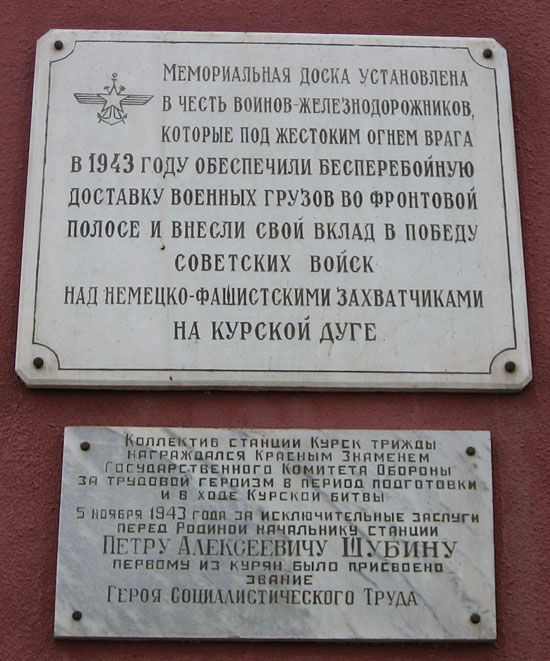 Мемориальная доска установлена
в честь воинов-железнодорожников,
которые под жестоким огнем врага
в 1943 году обеспечили бесперебойную
доставку военных грузов во фронтовой
полосе и внесли свой вклад в победу
советских войск
над немецко-фашистскими захватчиками
на Курской дуге
Коллектив станции Курск трижды
награждался Красным Знаменем
Государственного Комитета Обороны
за трудовой героизм в период подготовки
и в ходе Курской битвы
5 ноября 1943 года за исключительные заслуги
перед Родиной начальнику станции
Петру Алексеевичу Шубину
первому из курян было присвоено
звание
Героя Социалистического Труда